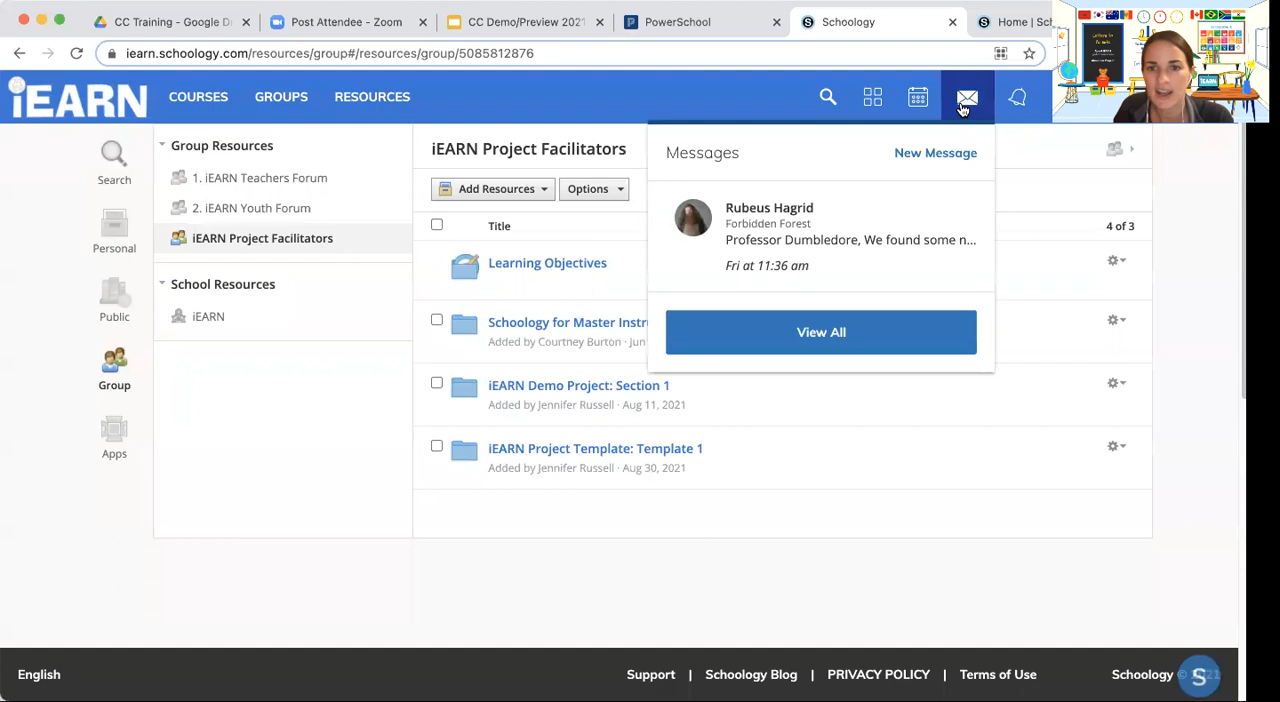 CC Training - Google D
Post Attendee - Zoom
CC Demo/Preview 2021
PowerSchool
Schoology
Home | Sc
iearn.schoology.com/resources/group#/resources/group/5085812876
iEARN
COURSES
GROUPS
RESOURCES
Search
Personal
Public
Group
Apps
Group Resources
1. iEARN Teachers Forum
2. iEARN Youth Forum
iEARN Project Facilitators
School Resources
iEARN
iEARN Project Facilitators
Add Resources
Options
Title
4 of 3
Learning Objectives
Schoology for Master Instr
Added by Courtney Burton · Jun
iEARN Demo Project: Section 1
Added by Jennifer Russell · Aug 11, 2021
iEARN Project Template: Template 1
Added by Jennifer Russell · Aug 30, 2021
Messages
New Message
Rubeus Hagrid
Forbidden Forest
Professor Dumbledore, We found some n...
Fri at 11:36 am
View All
English
Support | Schoology Blog | PRIVACY POLICY | Terms of Use
Schoology © 2021
S